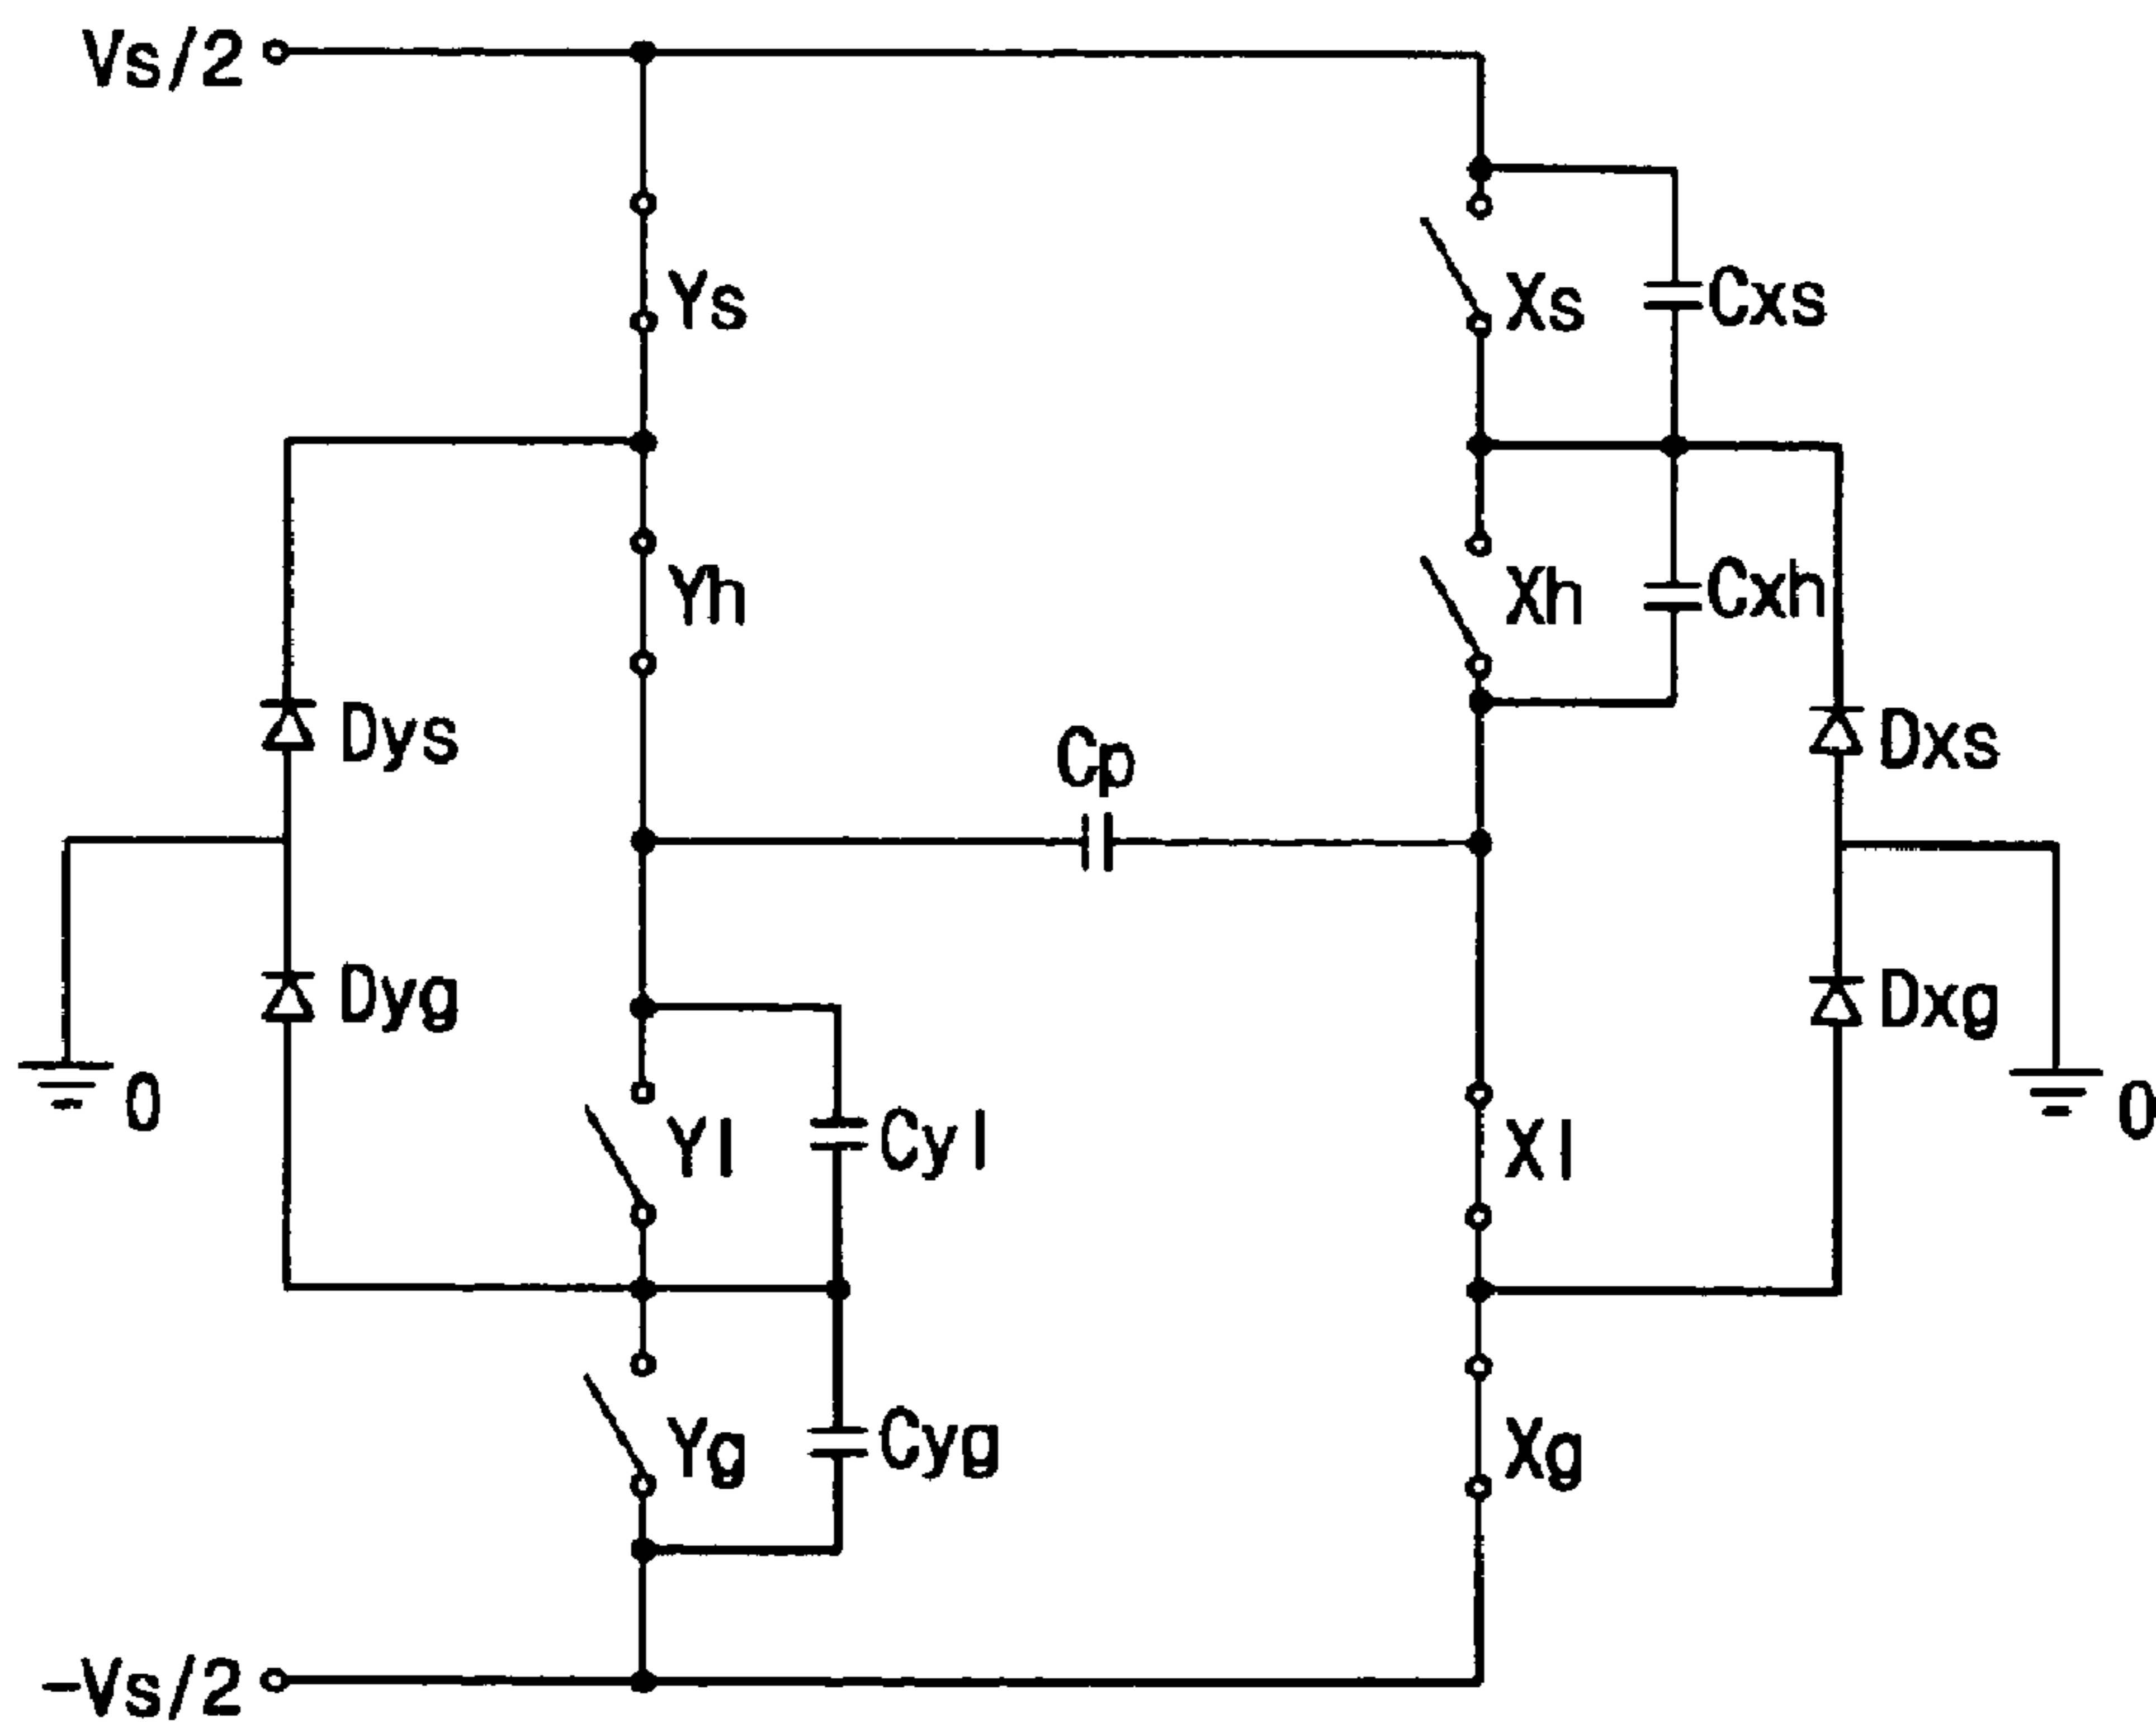 Vs/2
Ys
Xs
Cxs
Yh
Xh
Cxh
Dys
Cp
Dxs
Dyg
Dxg
0
Yl
Cyl
Xl
0
Yg
Cyg
Xg
-Vs/2